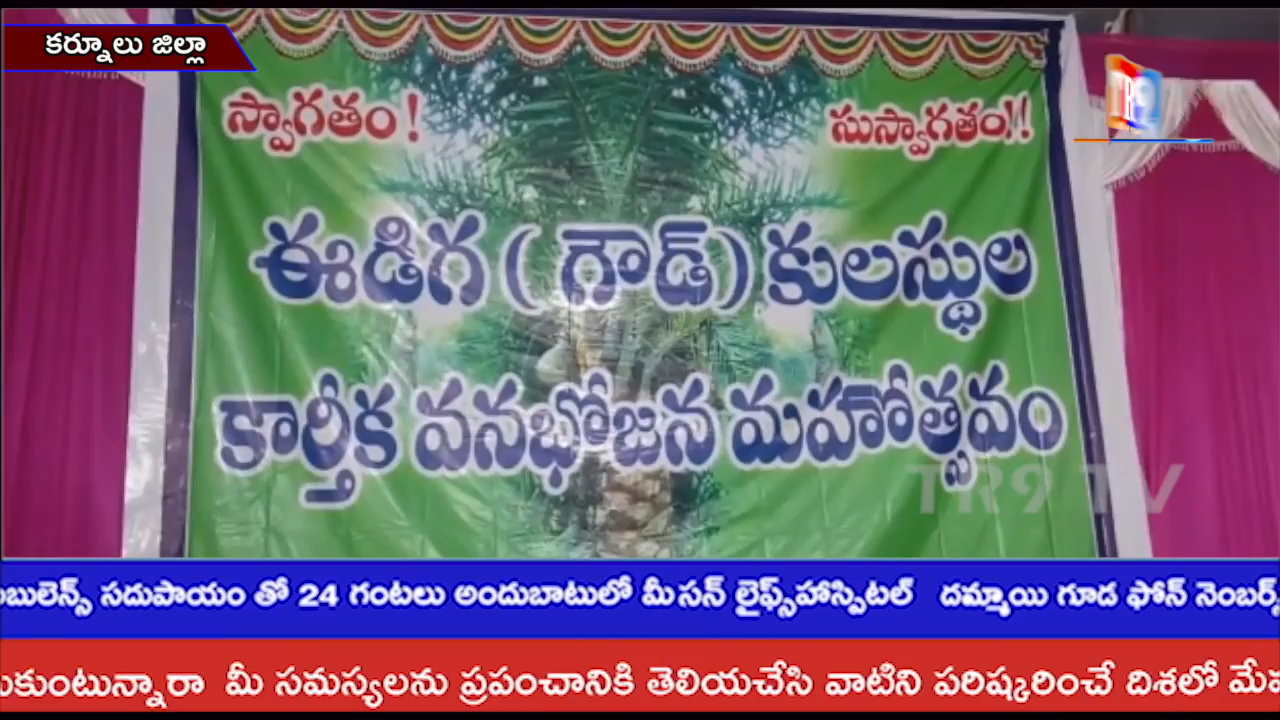 కర్నూలు జిల్లా
TR9
స్వాగతం !
సుస్వాగతం!!
ఈడిగ ( గౌడ్ ) కులస్థుల
కార్తీక వనభోజన మహోత్సవం
TR9 TV
సదుపాయం తో 24 గంటలు అందుబాటులో మీ సన్ లైఫ్స్‌హాస్పిటల్ దమ్మాయి గూడ ఫోన్ నెంబర్స్
మీ సమస్యలను ప్రపంచానికి తెలియచేసి వాటిని పరిష్కరించే దిశలో